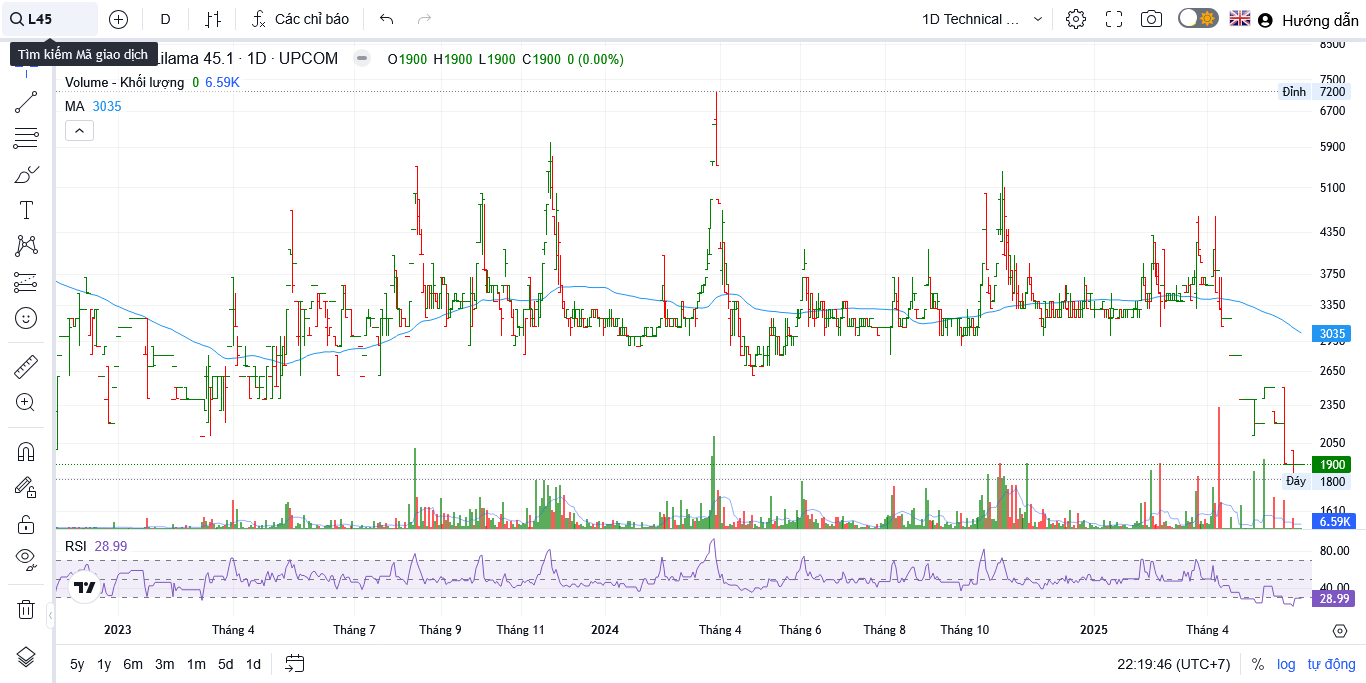 L45 D Các chỉ báo 1D Technical ... Hướng dẫn
Tìm kiếm Mã giao dịch
Lilama 45.1 · 1D · UPCOM O1900 H1900 L1900 C1900 0 (0.00%)
Volume - Khối lượng 0 6.59K
MA 3035
8500
7500
Đỉnh 7200
6700
5900
5100
4350
3750
3350
3035
2950
2650
2350
2050
1900
Đáy 1800
1610
6.59K
RSI 28.99
80.00
40.00
28.99
2023 Tháng 4 Tháng 7 Tháng 9 Tháng 11 2024 Tháng 4 Tháng 6 Tháng 8 Tháng 10 2025 Tháng 4
5y 1y 6m 3m 1m 5d 1d 22:19:46 (UTC+7) % log tự động